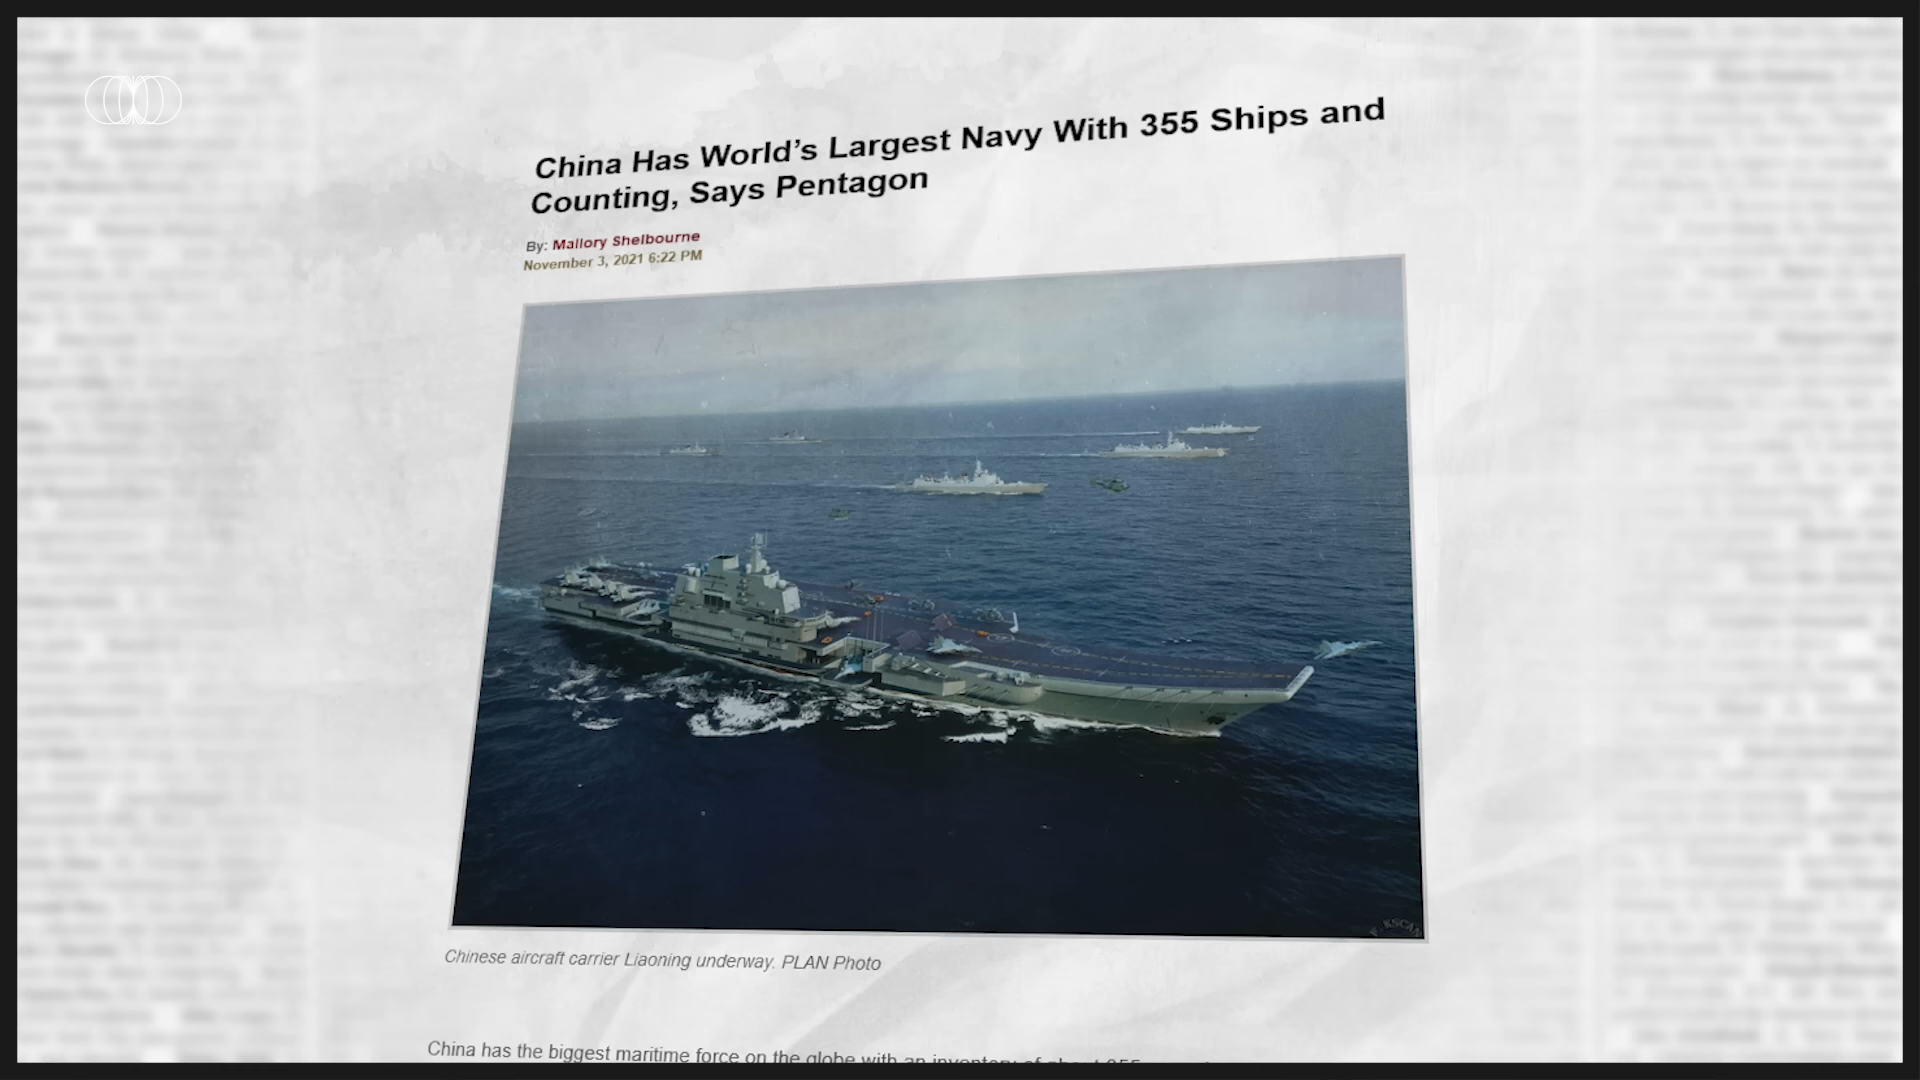 China Has World’s Largest Navy With 355 Ships and
Counting, Says Pentagon
By: Mallory Shelbourne
November 3, 2021 6:22 PM
Chinese aircraft carrier Liaoning underway. PLAN Photo
China has the biggest maritime force on the globe with an inventory of about 355